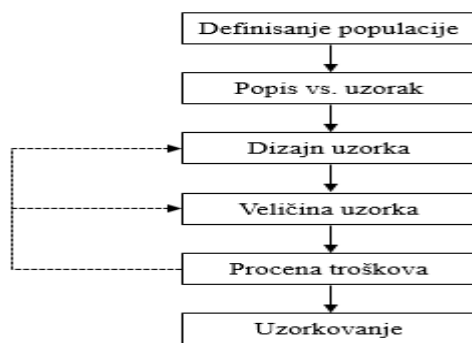 Definisanje populacije
Popis vs. uzorak
Dizajn uzorka
Veličina uzorka
Procena troškova
Uzorkovanje